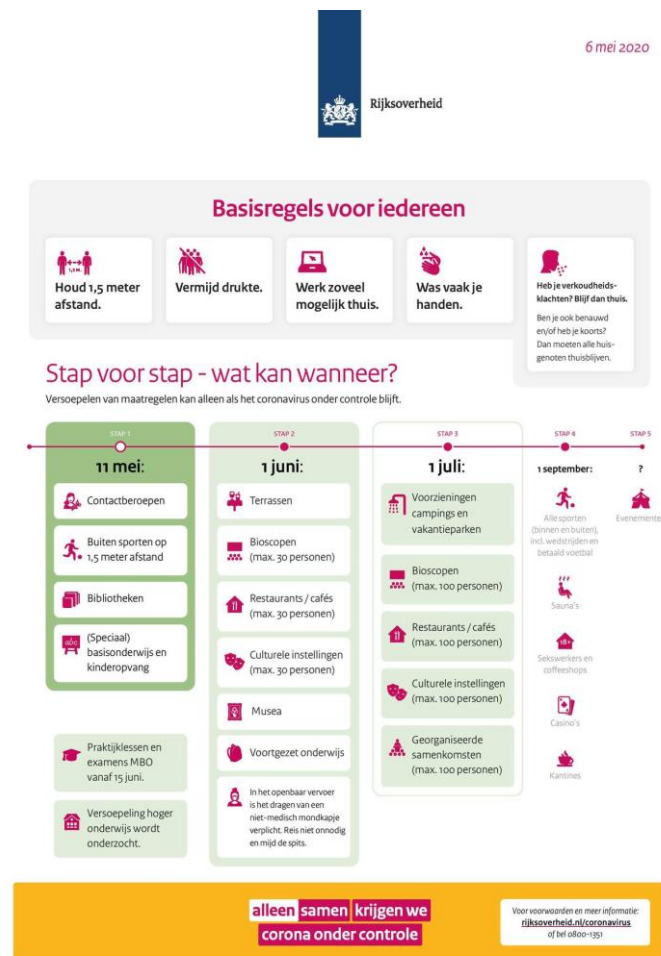 6 mei 2020
Rijksoverheid
Basisregels voor iedereen
1,5 M.
Houd 1,5 meter
afstand.
Vermijd drukte.
Werk zoveel
mogelijk thuis.
Was vaak je
handen.
Heb je verkoudheids-
klachten? Blijf dan thuis.
Ben je ook benauwd
en/of heb je koorts?
Dan moeten alle huis-
genoten thuisblijven.
Stap voor stap - wat kan wanneer?
Versoepelen van maatregelen kan alleen als het coronavirus onder controle blijft.
STAP 1
11 mei:
Contactberoepen
Buiten sporten op
1,5 meter afstand
Bibliotheken
abc
(Speciaal)
basisonderwijs en
kinderopvang
Praktijklessen en
examens MBO
vanaf 15 juni.
Versoepeling hoger
onderwijs wordt
onderzocht.
STAP 2
1 juni:
Terrassen
Bioscopen
(max. 30 personen)
Restaurants / cafés
(max. 30 personen)
Culturele instellingen
(max. 30 personen)
Musea
Voortgezet onderwijs
In het openbaar vervoer
is het dragen van een
niet-medisch mondkapje
verplicht. Reis niet onnodig
en mijd de spits.
STAP 3
1 juli:
Voorzieningen
campings en
vakantieparken
Bioscopen
(max. 100 personen)
Restaurants / cafés
(max. 100 personen)
Culturele instellingen
(max. 100 personen)
Georganiseerde
samenkomsten
(max. 100 personen)
STAP 4
1 september:
Alle sporten
(binnen en buiten),
incl. wedstrijden en
betaald voetbal
Sauna's
18+
Sekswerkers en
coffeeshops
Casino's
Kantines
STAP 5
?
Evenemente
alleen samen krijgen we
corona onder controle
Voor voorwaarden en meer informatie:
rijksoverheid.nl/coronavirus
of bel 0800-1351